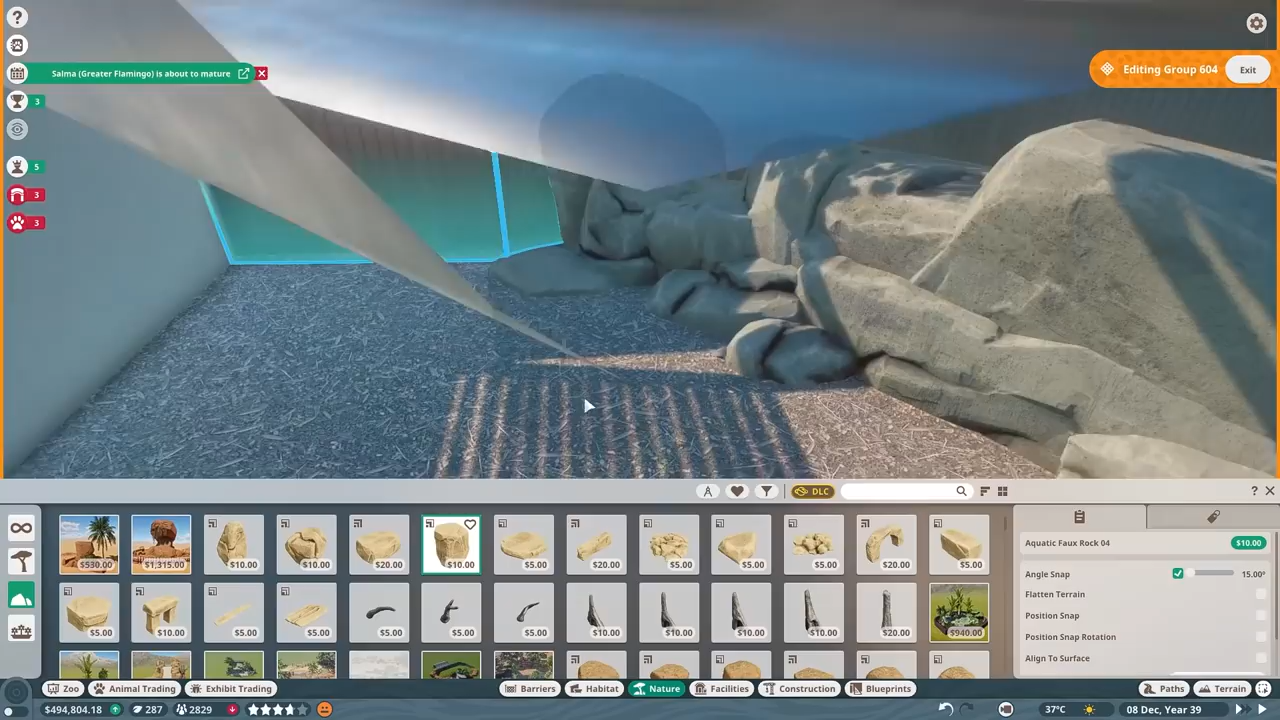 Salma (Greater Flamingo) is about to mature
3
5
3
3
Editing Group 604
Exit
DLC
$530.00
$1,315.00
$10.00
$10.00
$20.00
$10.00
$5.00
$20.00
$5.00
$5.00
$5.00
$20.00
$5.00
$5.00
$10.00
$5.00
$5.00
$5.00
$5.00
$5.00
$10.00
$10.00
$10.00
$10.00
$20.00
$940.00
Aquatic Faux Rock 04
$10.00
Angle Snap
15.00°
Flatten Terrain
Position Snap
Position Snap Rotation
Align To Surface
Zoo
Animal Trading
Exhibit Trading
Barriers
Habitat
Nature
Facilities
Construction
Blueprints
Paths
Terrain
$494,804.18
287
2829
37°C
08 Dec, Year 39